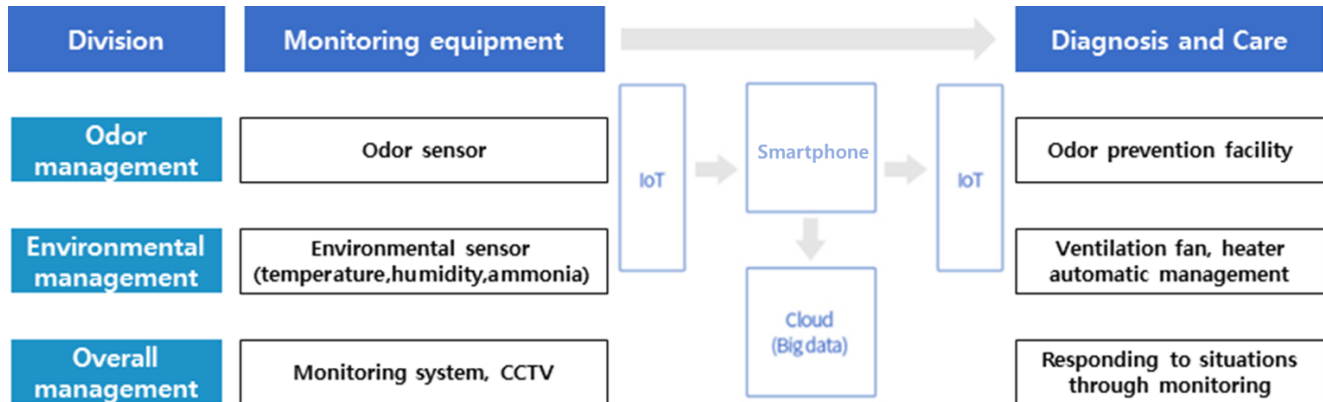 Division
Monitoring equipment
Diagnosis and Care
Odor
management
Odor sensor
IoT
Smartphone
IoT
Odor prevention facility
Environmental
management
Environmental sensor
(temperature,humidity,ammonia)
Ventilation fan, heater
automatic management
Cloud
(Big data)
Overall
management
Monitoring system, CCTV
Responding to situations
through monitoring